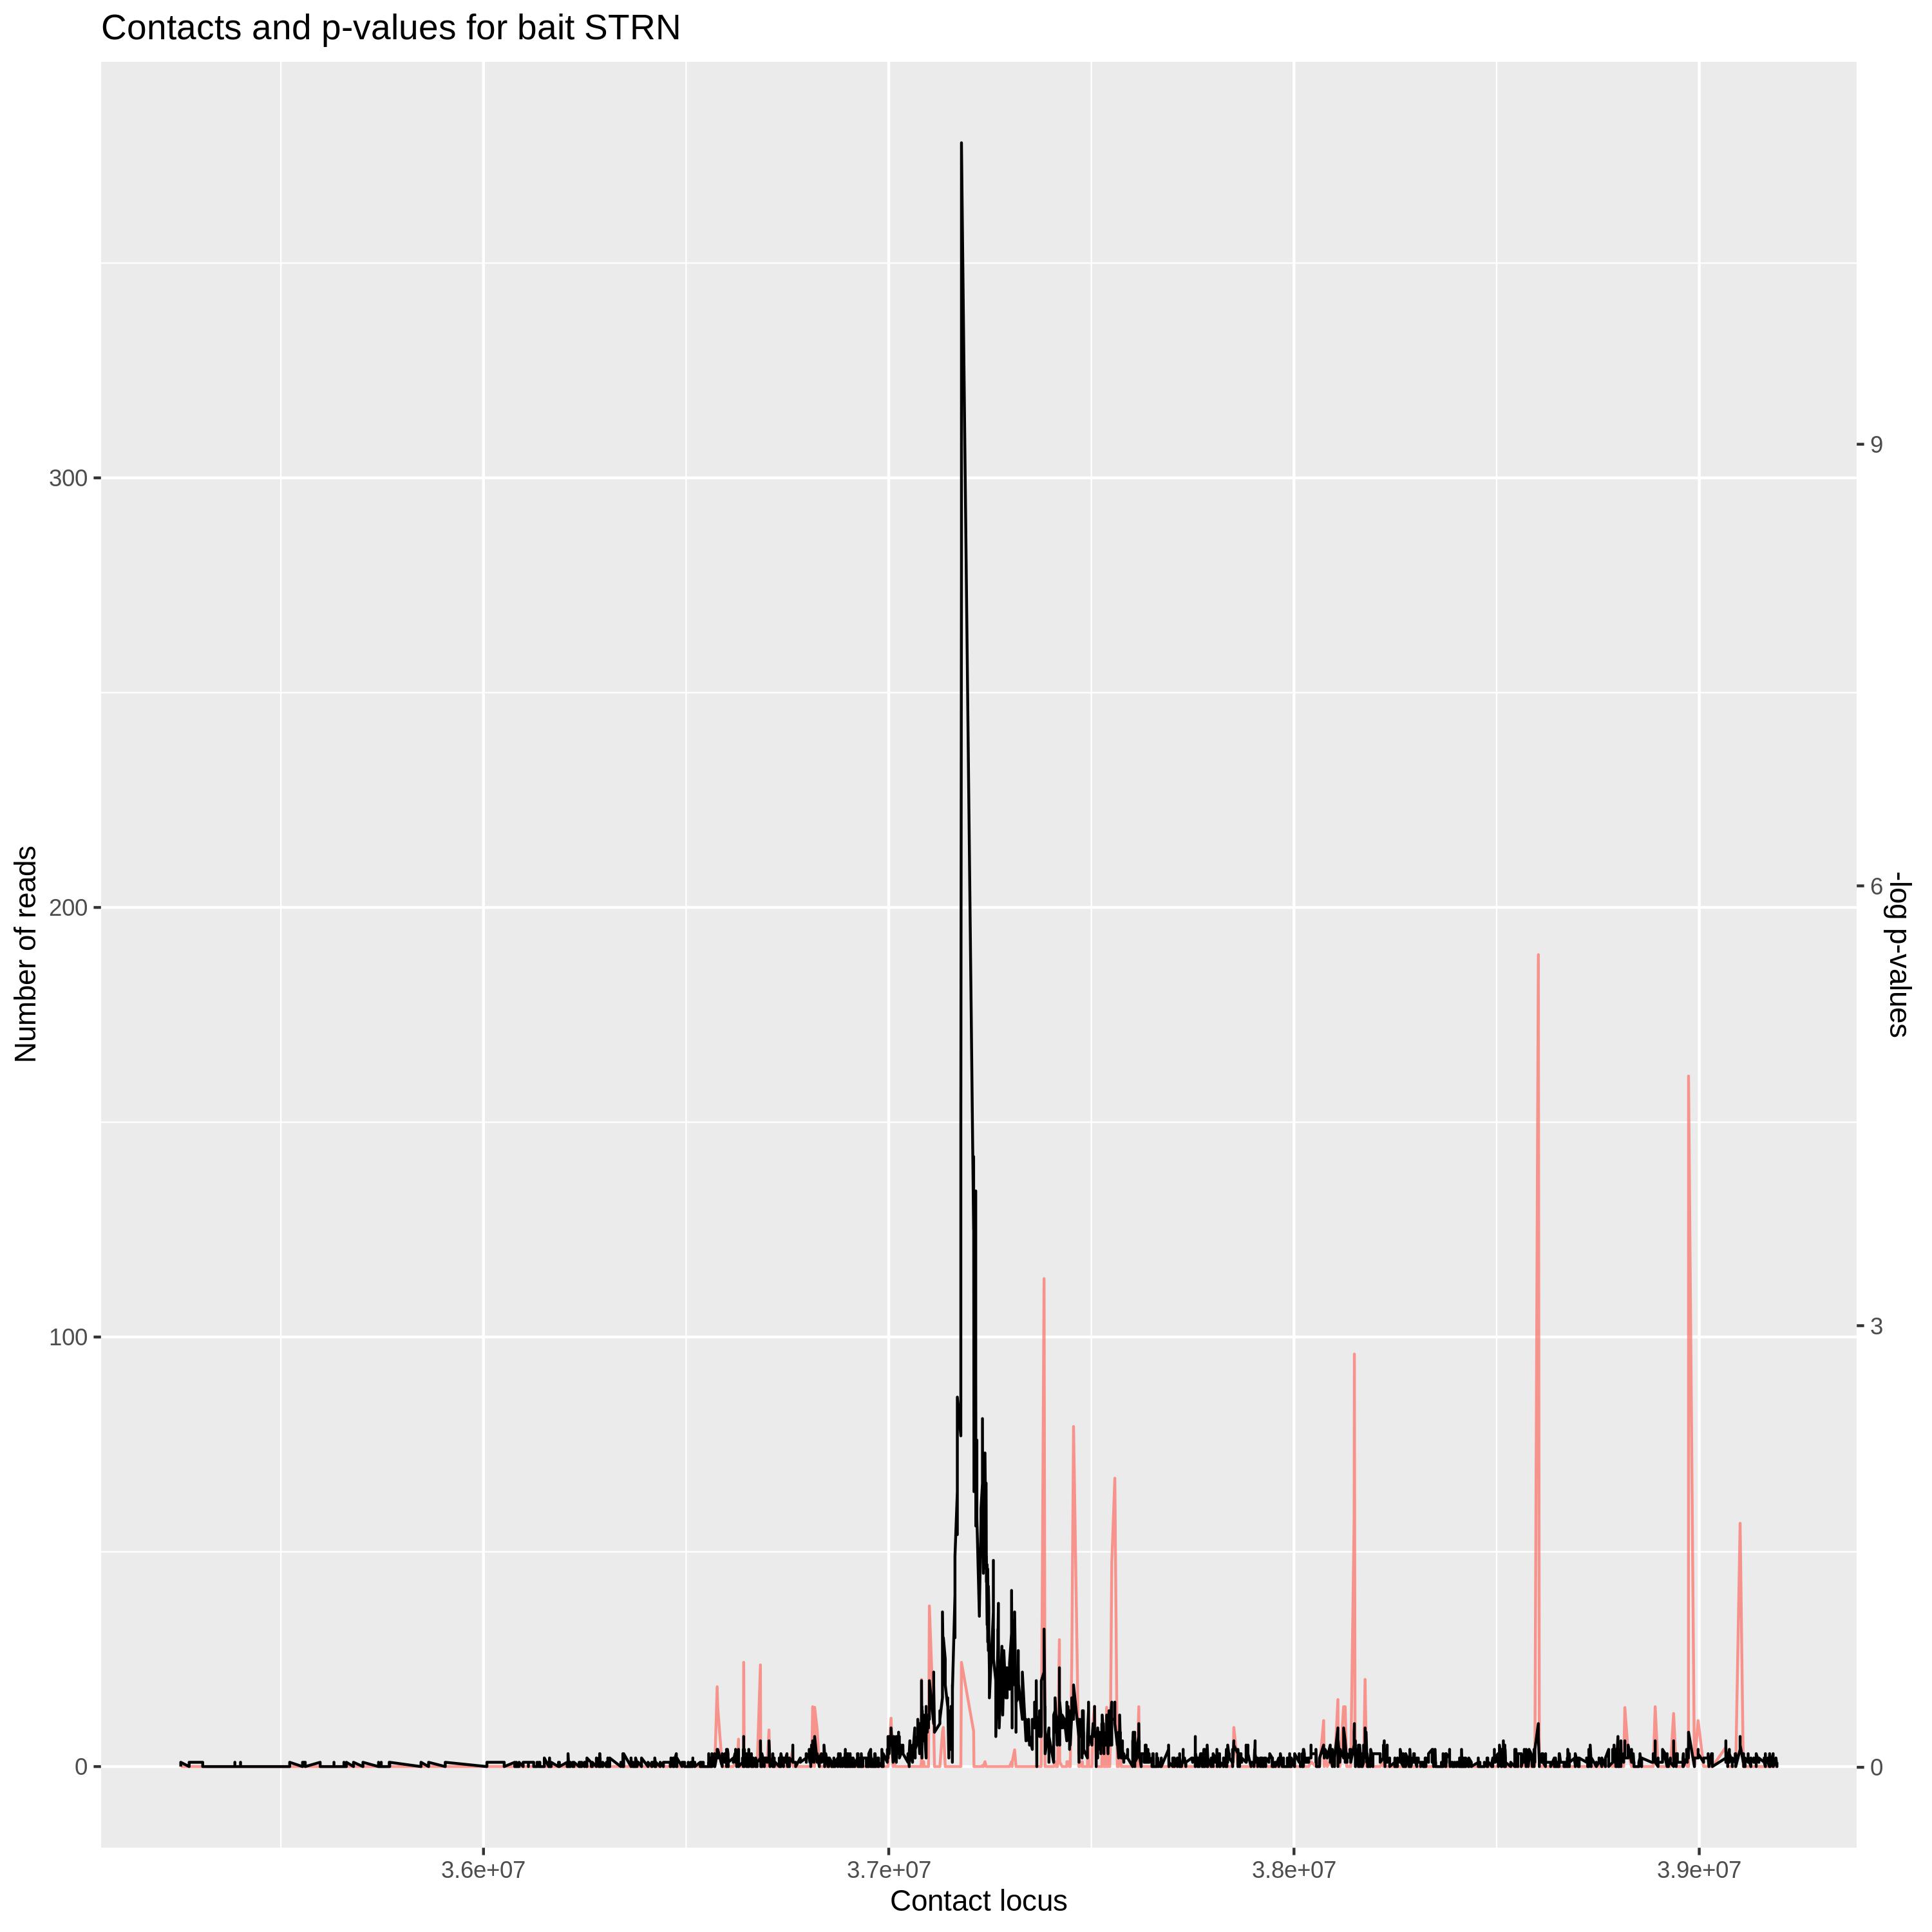 Contacts and p-values for bait STRN
Number of reads
300
200
100
0
9
6
3
0
-log p-values
3.6e+07
3.7e+07
3.8e+07
3.9e+07
Contact locus